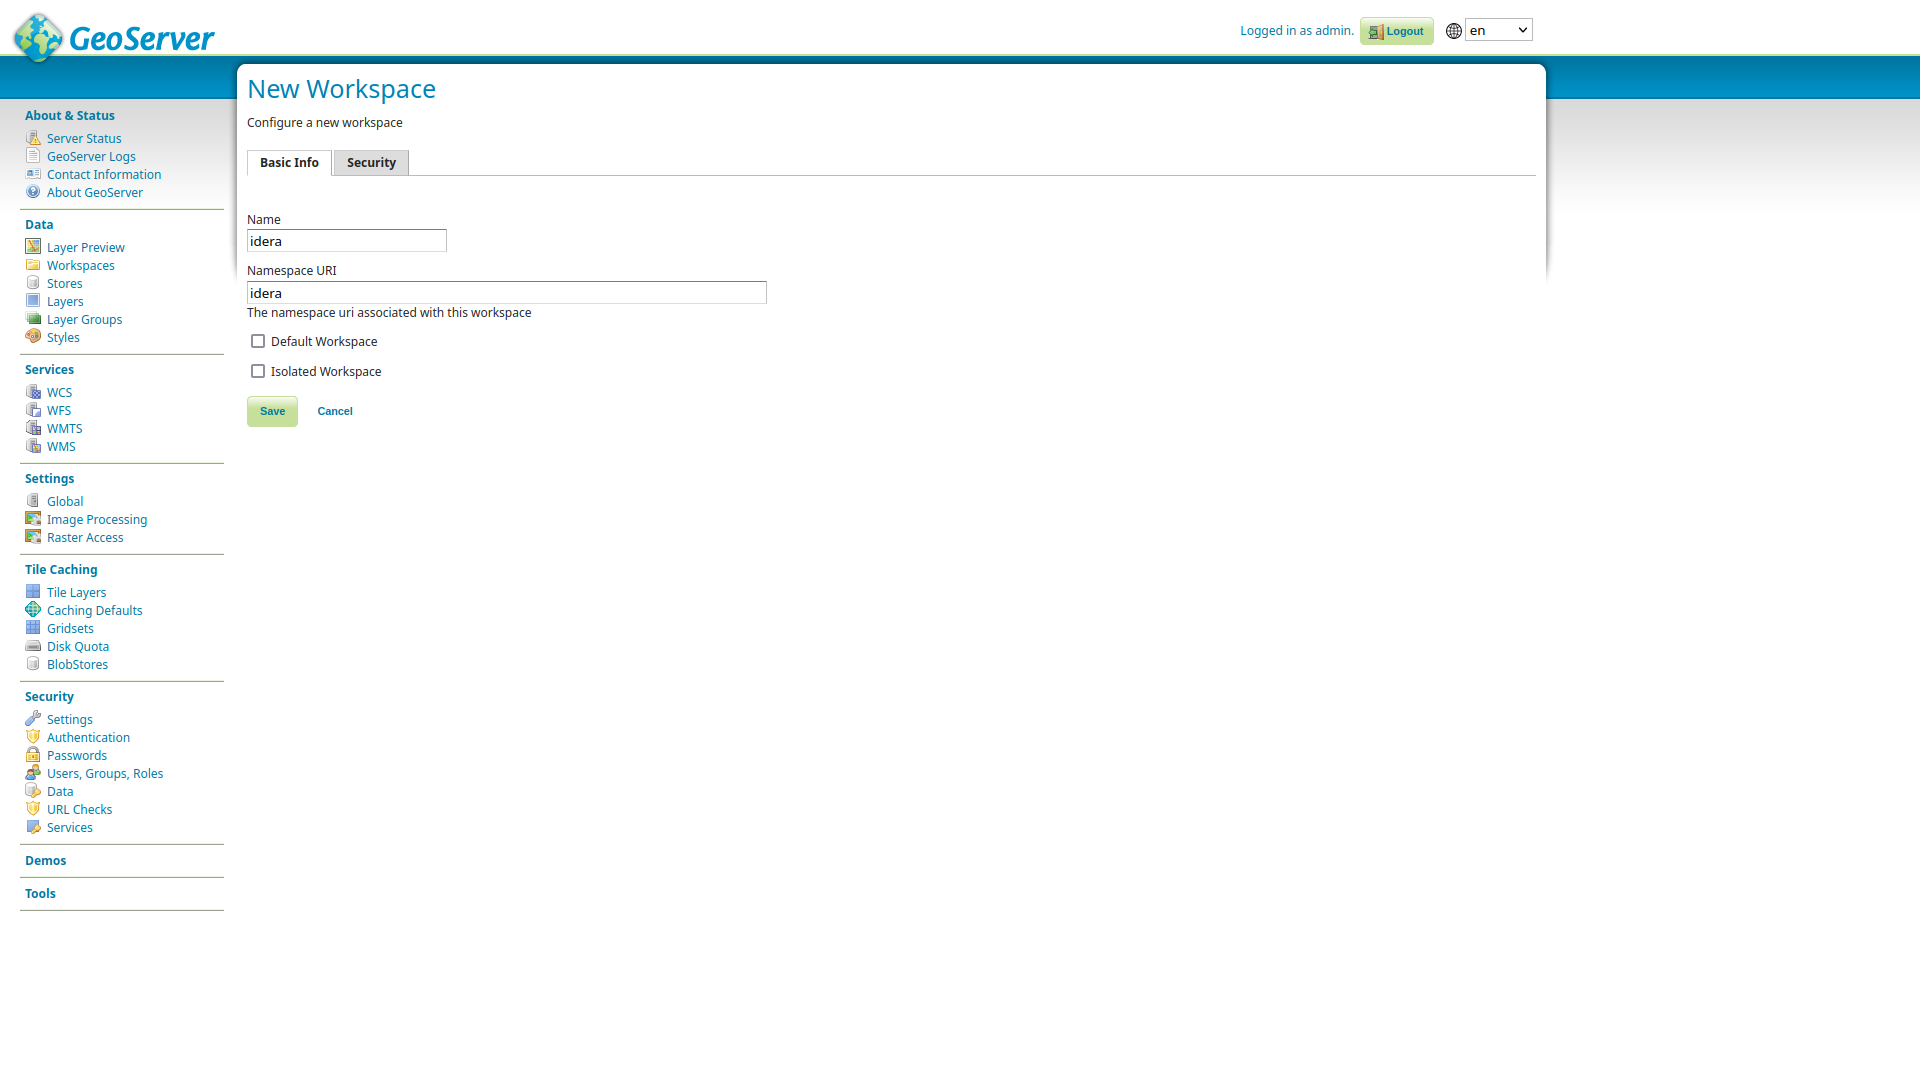 GeoServer
Logged in as admin.
Logout
en
New Workspace
Configure a new workspace
Basic Info
Security
Name
idera
Namespace URI
idera
The namespace uri associated with this workspace
Default Workspace
Isolated Workspace
Save
Cancel
About & Status
Server Status
GeoServer Logs
Contact Information
About GeoServer
Data
Layer Preview
Workspaces
Stores
Layers
Layer Groups
Styles
Services
WCS
WFS
WMTS
WMS
Settings
Global
Image Processing
Raster Access
Tile Caching
Tile Layers
Caching Defaults
Gridsets
Disk Quota
BlobStores
Security
Settings
Authentication
Passwords
Users, Groups, Roles
Data
URL Checks
Services
Demos
Tools